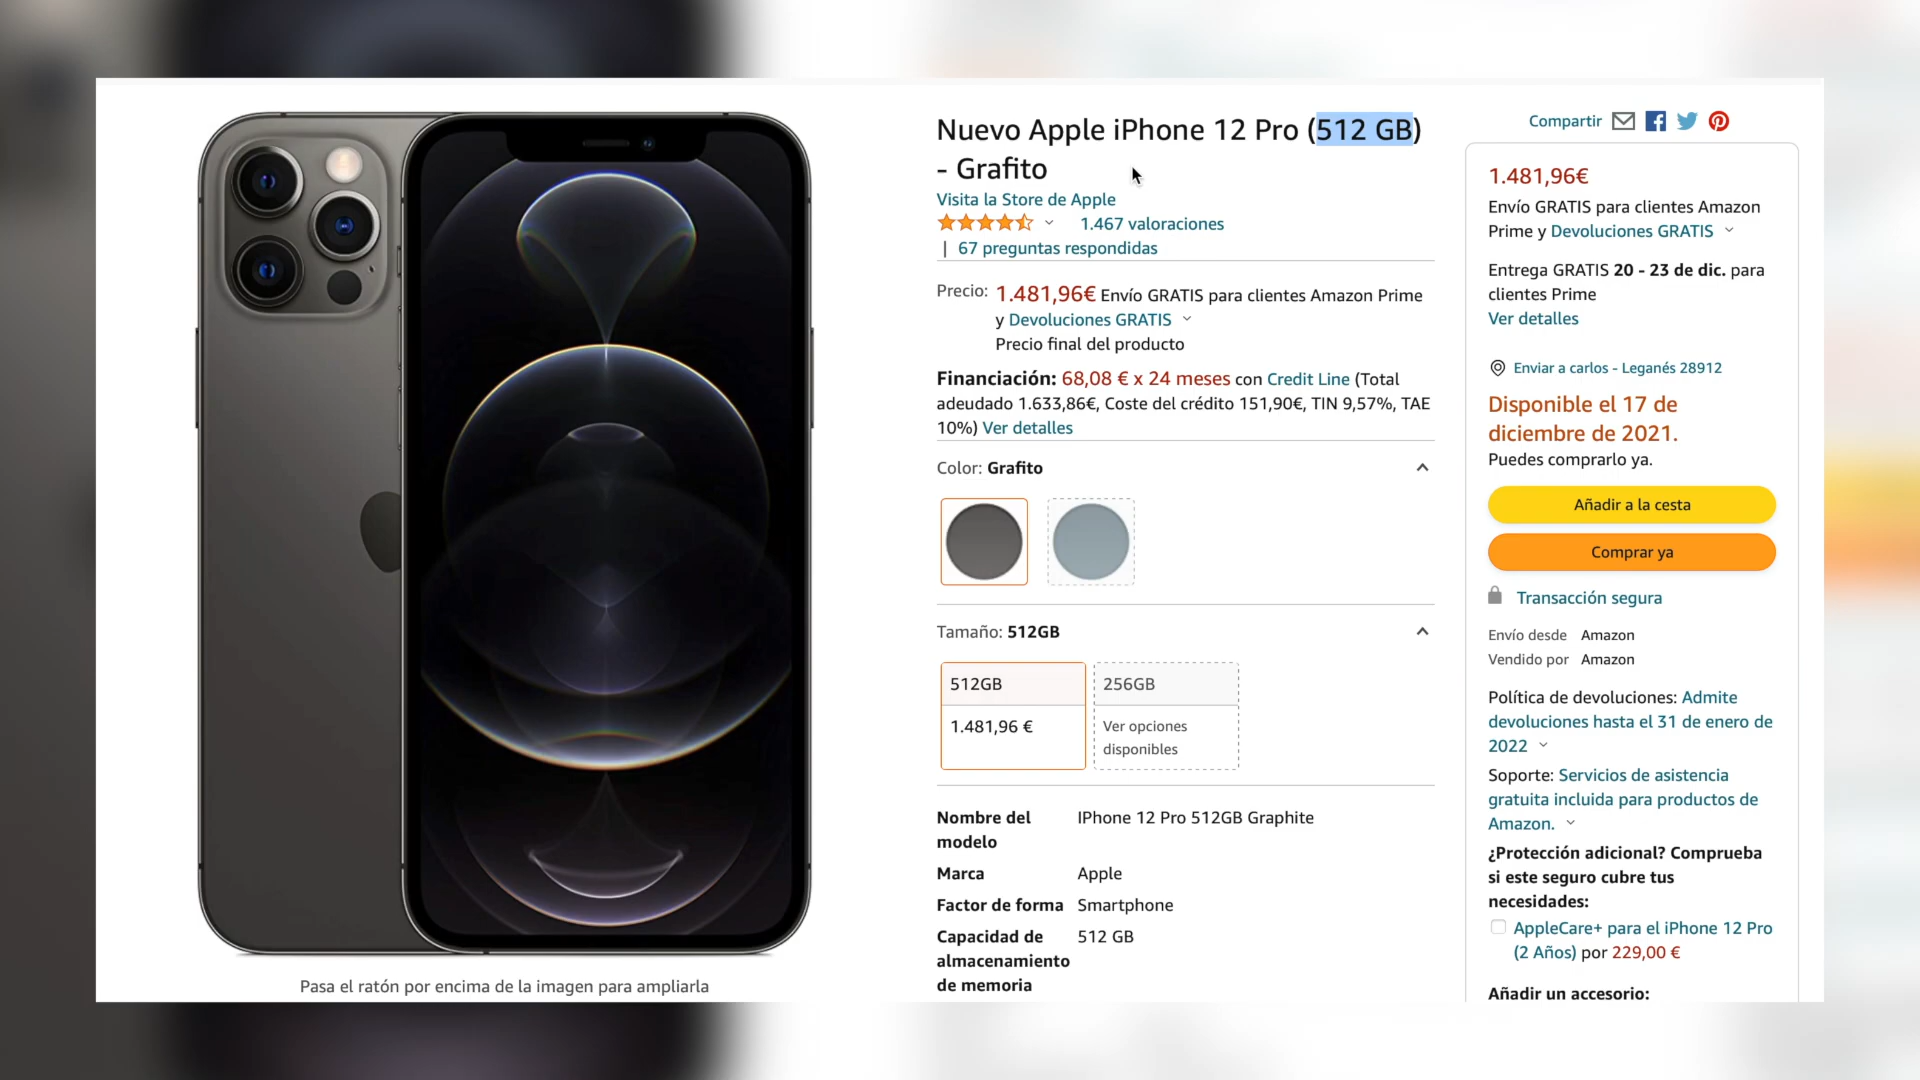 Nuevo Apple iPhone 12 Pro (512 GB)
- Grafito
Visita la Store de Apple
1.467 valoraciones
| 67 preguntas respondidas
Precio: 1.481,96€ Envío GRATIS para clientes Amazon Prime
y Devoluciones GRATIS
Precio final del producto
Financiación: 68,08 € x 24 meses con Credit Line (Total
adeudado 1.633,86€, Coste del crédito 151,90€, TIN 9,57%, TAE
10%) Ver detalles
Color: Grafito
Tamaño: 512GB
512GB
1.481,96 €
256GB
Ver opciones
disponibles
Nombre del
modelo
IPhone 12 Pro 512GB Graphite
Marca Apple
Factor de forma Smartphone
Capacidad de
almacenamiento
de memoria
512 GB
Pasa el ratón por encima de la imagen para ampliarla
Compartir
1.481,96€
Envío GRATIS para clientes Amazon
Prime y Devoluciones GRATIS
Entrega GRATIS 20 - 23 de dic. para
clientes Prime
Ver detalles
Enviar a carlos - Leganés 28912
Disponible el 17 de
diciembre de 2021.
Puedes comprarlo ya.
Añadir a la cesta
Comprar ya
Transacción segura
Envío desde Amazon
Vendido por Amazon
Política de devoluciones: Admite
devoluciones hasta el 31 de enero de
2022
Soporte: Servicios de asistencia
gratuita incluida para productos de
Amazon.
¿Protección adicional? Comprueba
si este seguro cubre tus
necesidades:
AppleCare+ para el iPhone 12 Pro
(2 Años) por 229,00 €
Añadir un accesorio: